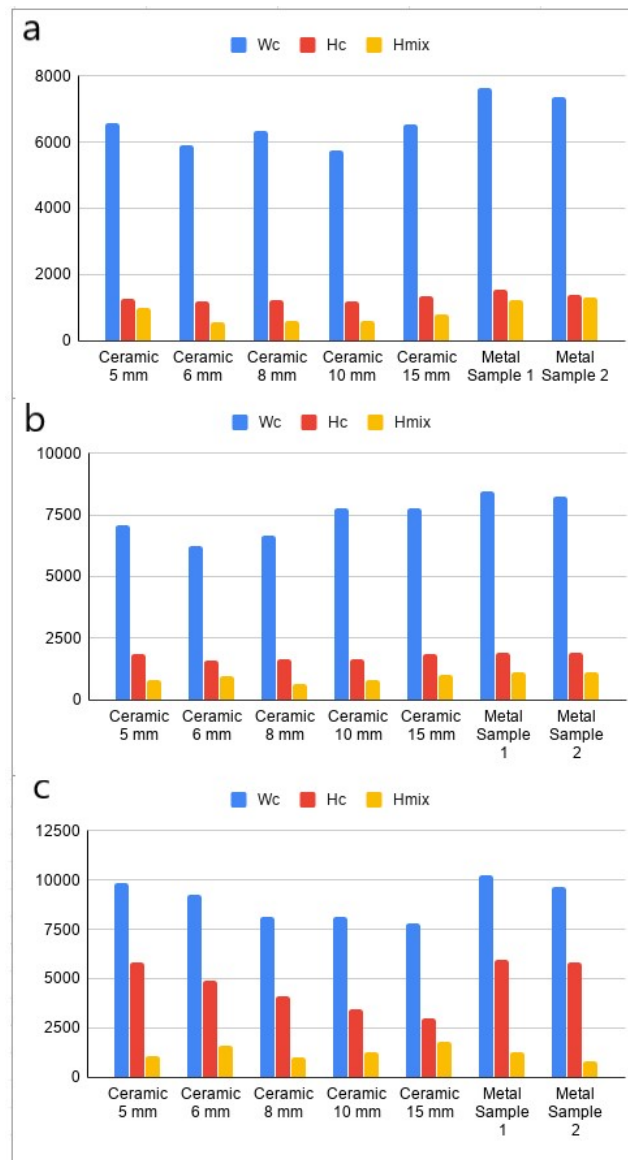 a
Wc Hc Hmix
8000
6000
4000
2000
0
Ceramic Ceramic Ceramic Ceramic Ceramic Metal Metal
5 mm 6 mm 8 mm 10 mm 15 mm Sample 1 Sample 2
b
Wc Hc Hmix
10000
7500
5000
2500
0
Ceramic Ceramic Ceramic Ceramic Ceramic Metal Metal
5 mm 6 mm 8 mm 10 mm 15 mm Sample Sample
1 2
c
Wc Hc Hmix
12500
10000
7500
5000
2500
0
Ceramic Ceramic Ceramic Ceramic Ceramic Metal Metal
5 mm 6 mm 8 mm 10 mm 15 mm Sample Sample
1 2